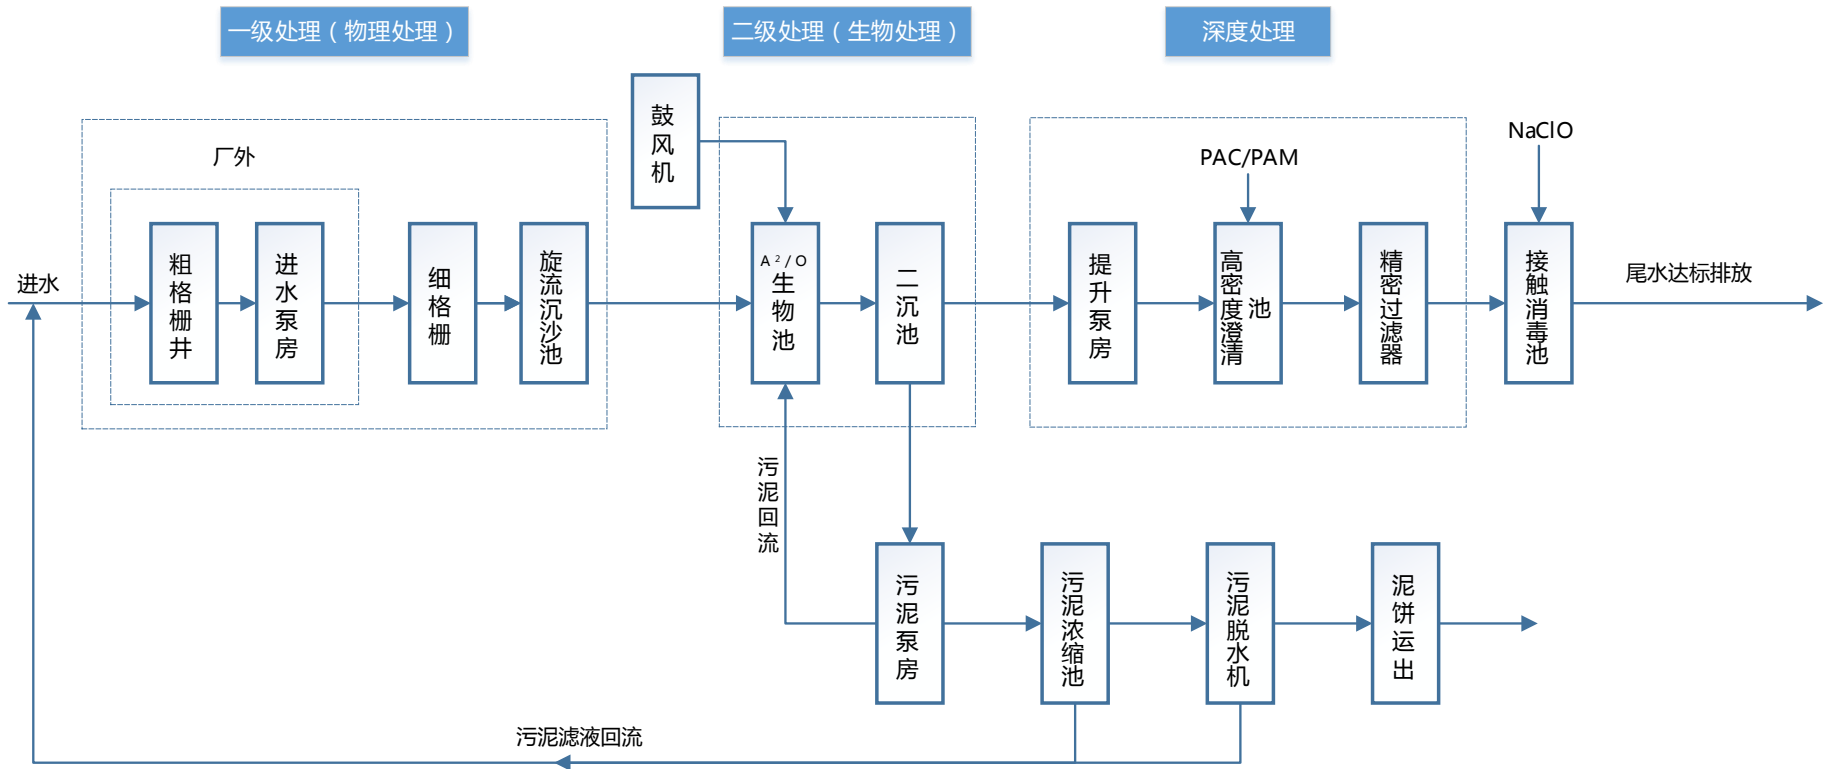 一级处理（物理处理）
二级处理（生物处理）
深度处理
鼓风机
厂外
PAC/PAM
NaClO
进水
粗格栅井
进水泵房
细格栅
旋流沉沙池
A²/O
生物池
二沉池
提升泵房
高密度澄清池
精密过滤器
接触消毒池
尾水达标排放
污泥回流
污泥泵房
污泥浓缩池
污泥脱水机
泥饼运出
污泥滤液回流